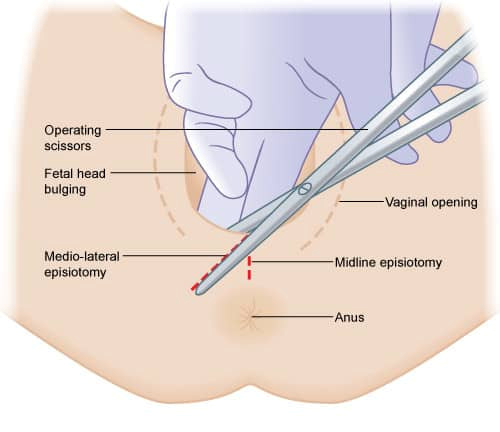 Operating
scissors
Fetal head
bulging
Vaginal opening
Medio-lateral
episiotomy
Midline episiotomy
Anus